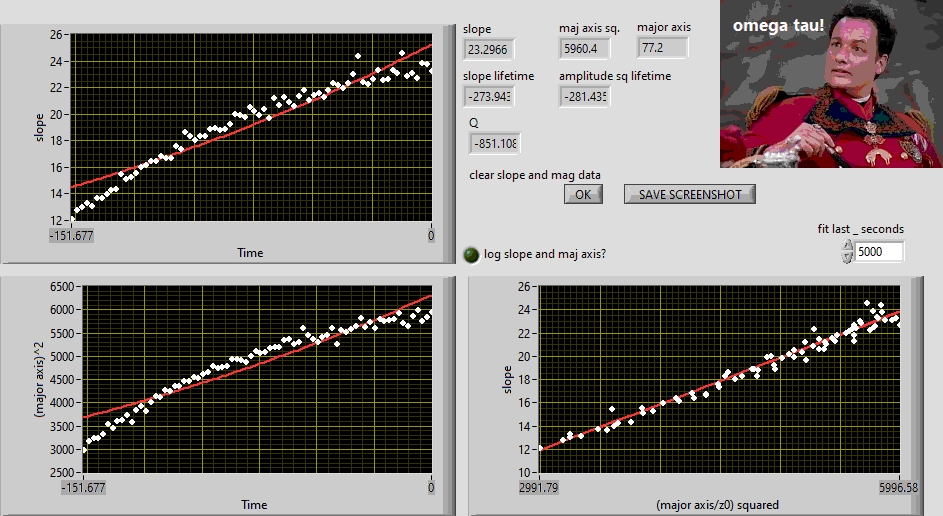 omega tau!
slope
maj axis sq.
major axis
23.2966
5960.4
77.2
slope lifetime
amplitude sq lifetime
-273.943
-281.435
Q
-851.108
clear slope and mag data
OK
SAVE SCREENSHOT
fit last _ seconds
5000
log slope and maj axis?
26
24
22
20
18
16
14
12
slope
-151.677
0
Time
6500
6000
5500
5000
4500
4000
3500
3000
2500
(major axis)^2
-151.677
0
Time
26
24
22
20
18
16
14
12
10
slope
2991.79
5996.58
(major axis/z0) squared